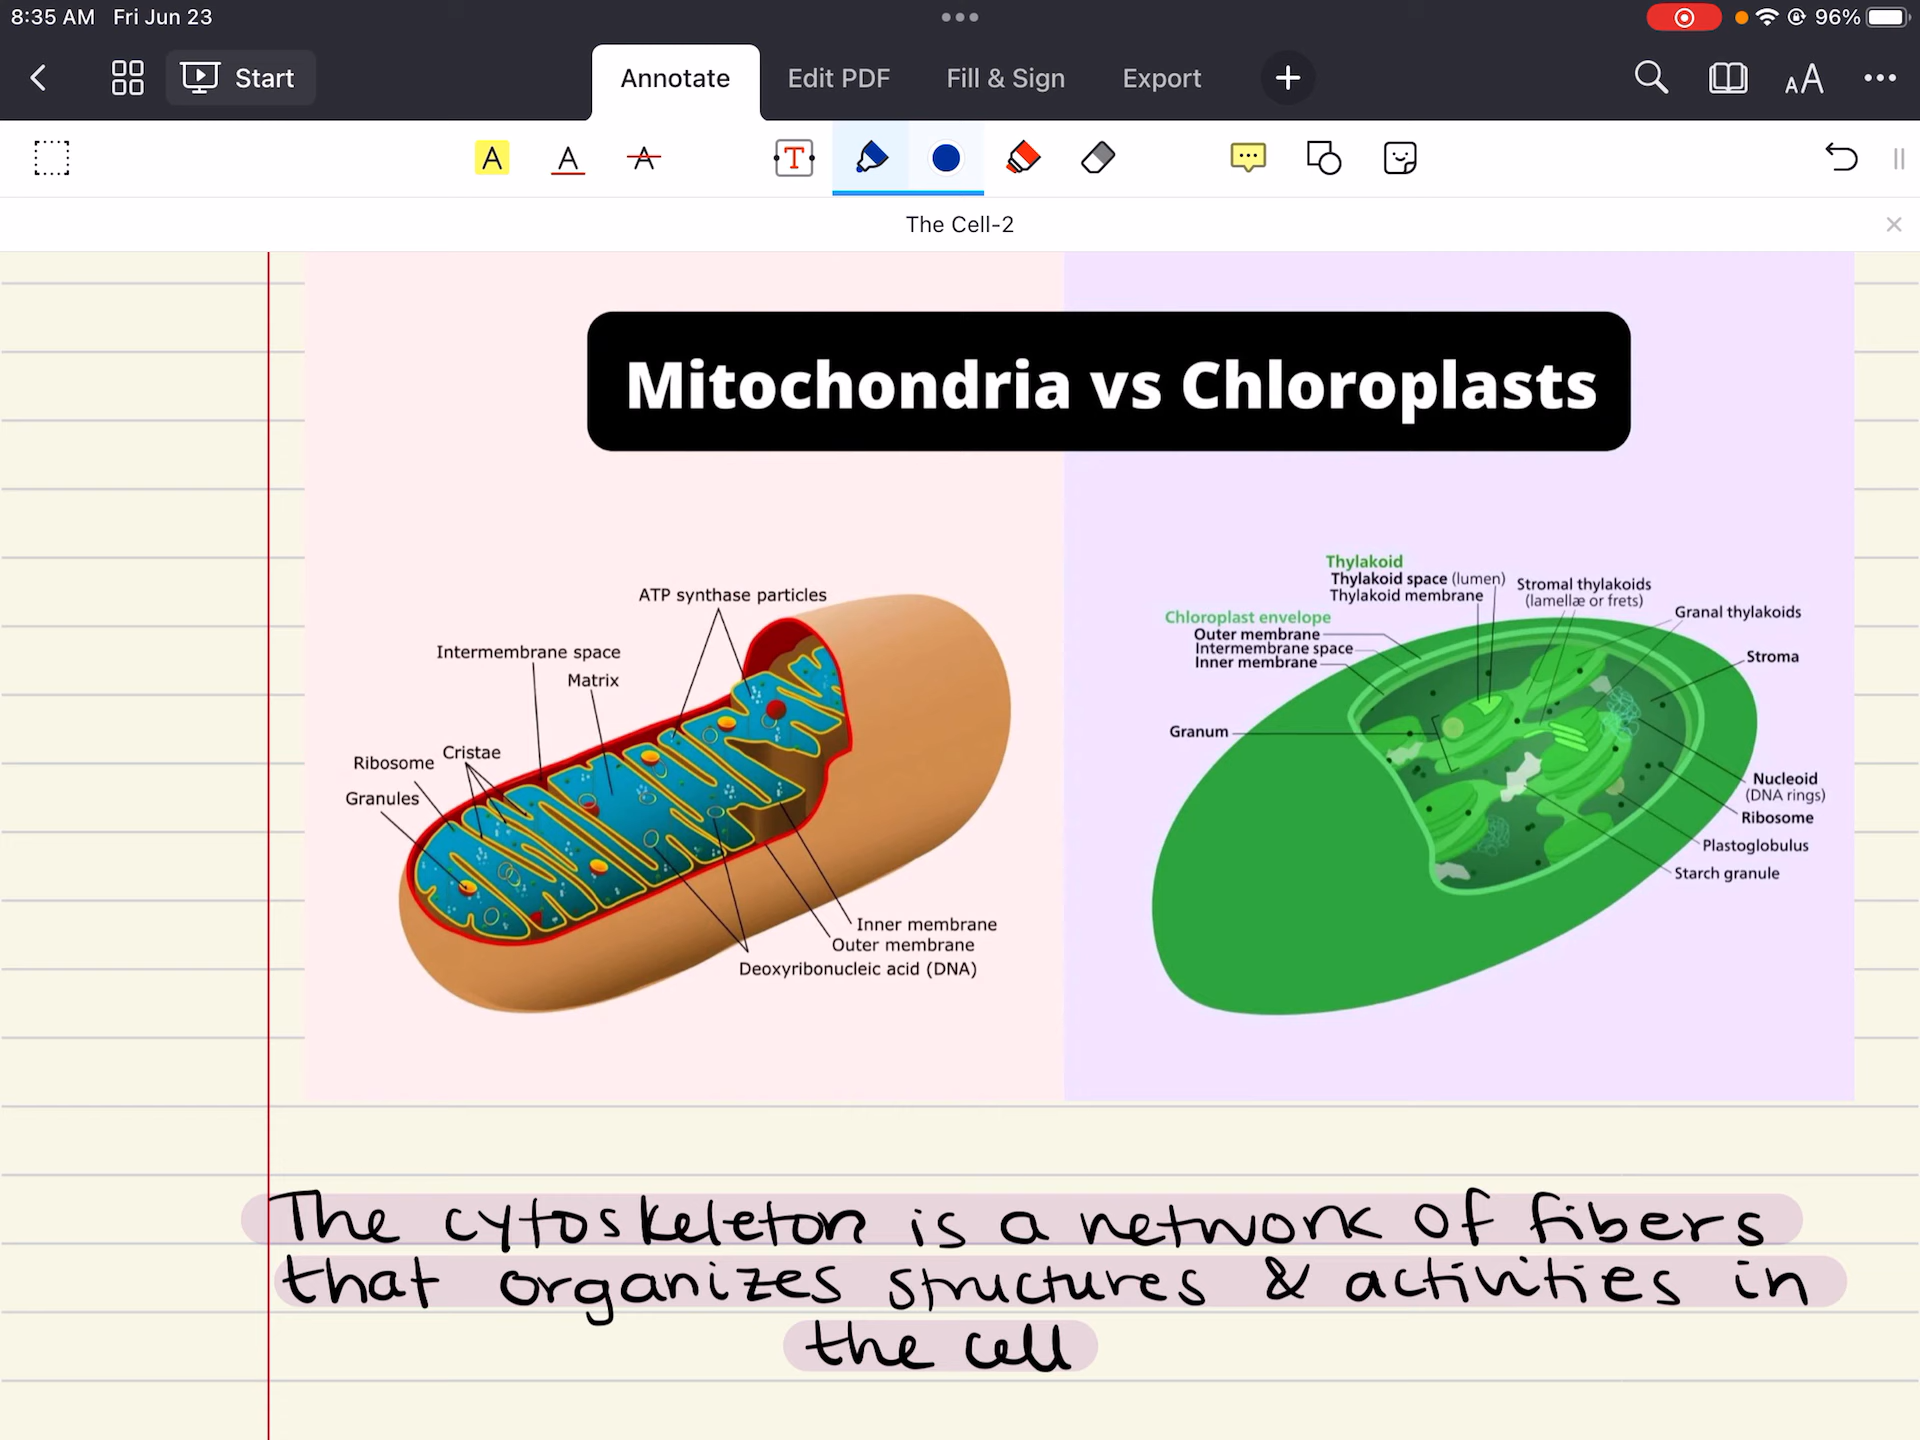 8:35 AM Fri Jun 23
96%
Start
Annotate
Edit PDF
Fill & Sign
Export
AA
A
A
A
T
The Cell-2
Mitochondria vs Chloroplasts
ATP synthase particles
Intermembrane space
Matrix
Cristae
Ribosome
Granules
Inner membrane
Outer membrane
Deoxyribonucleic acid (DNA)
Thylakoid
Thylakoid space (lumen)
Thylakoid membrane
Stromal thylakoids
(lamellæ or frets)
Granal thylakoids
Chloroplast envelope
Outer membrane
Intermembrane space
Inner membrane
Stroma
Granum
Nucleoid
(DNA rings)
Ribosome
Plastoglobulus
Starch granule
The cytoskeleton is a network of fibers
that organizes structures & activities in
the cell